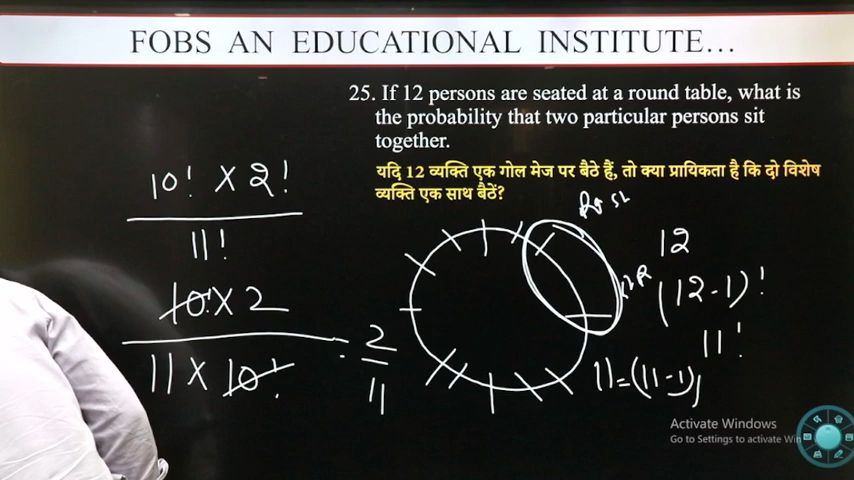 FOBS AN EDUCATIONAL INSTITUTE...
25. If 12 persons are seated at a round table, what is
the probability that two particular persons sit
together.
यदि 12 व्यक्ति एक गोल मेज पर बैठे हैं, तो क्या प्रायिकता है कि दो विशेष
व्यक्ति एक साथ बैठें?
10! X 2!
11!
10! X 2
11 X 10!
= 2
11
12
(12-1)!
11!
11=(11-1)!
Activate Windows
Go to Settings to activate Win